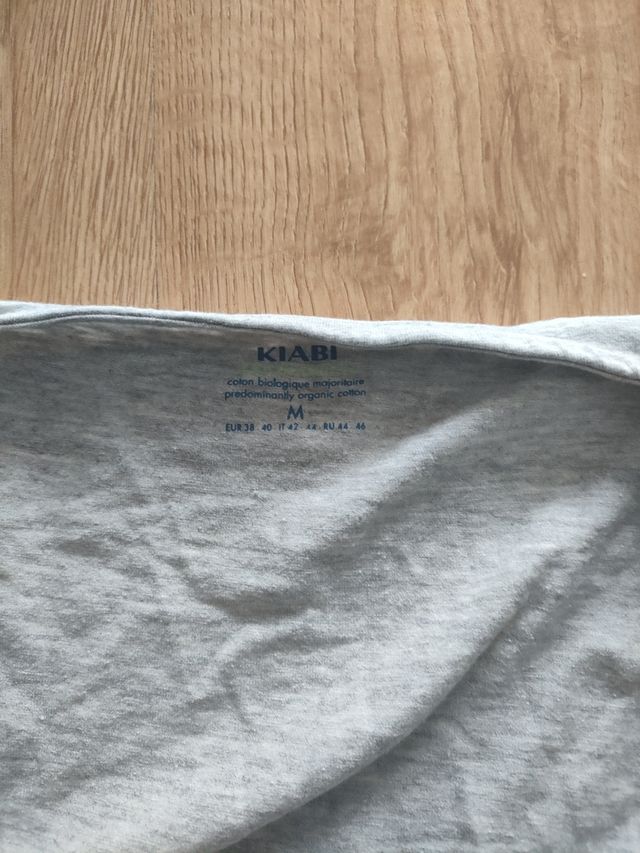 KIABI
coton biologique majoritaire
predominantly organic cotton
M
EUR 38 40 IT 42 44 RU 44 46